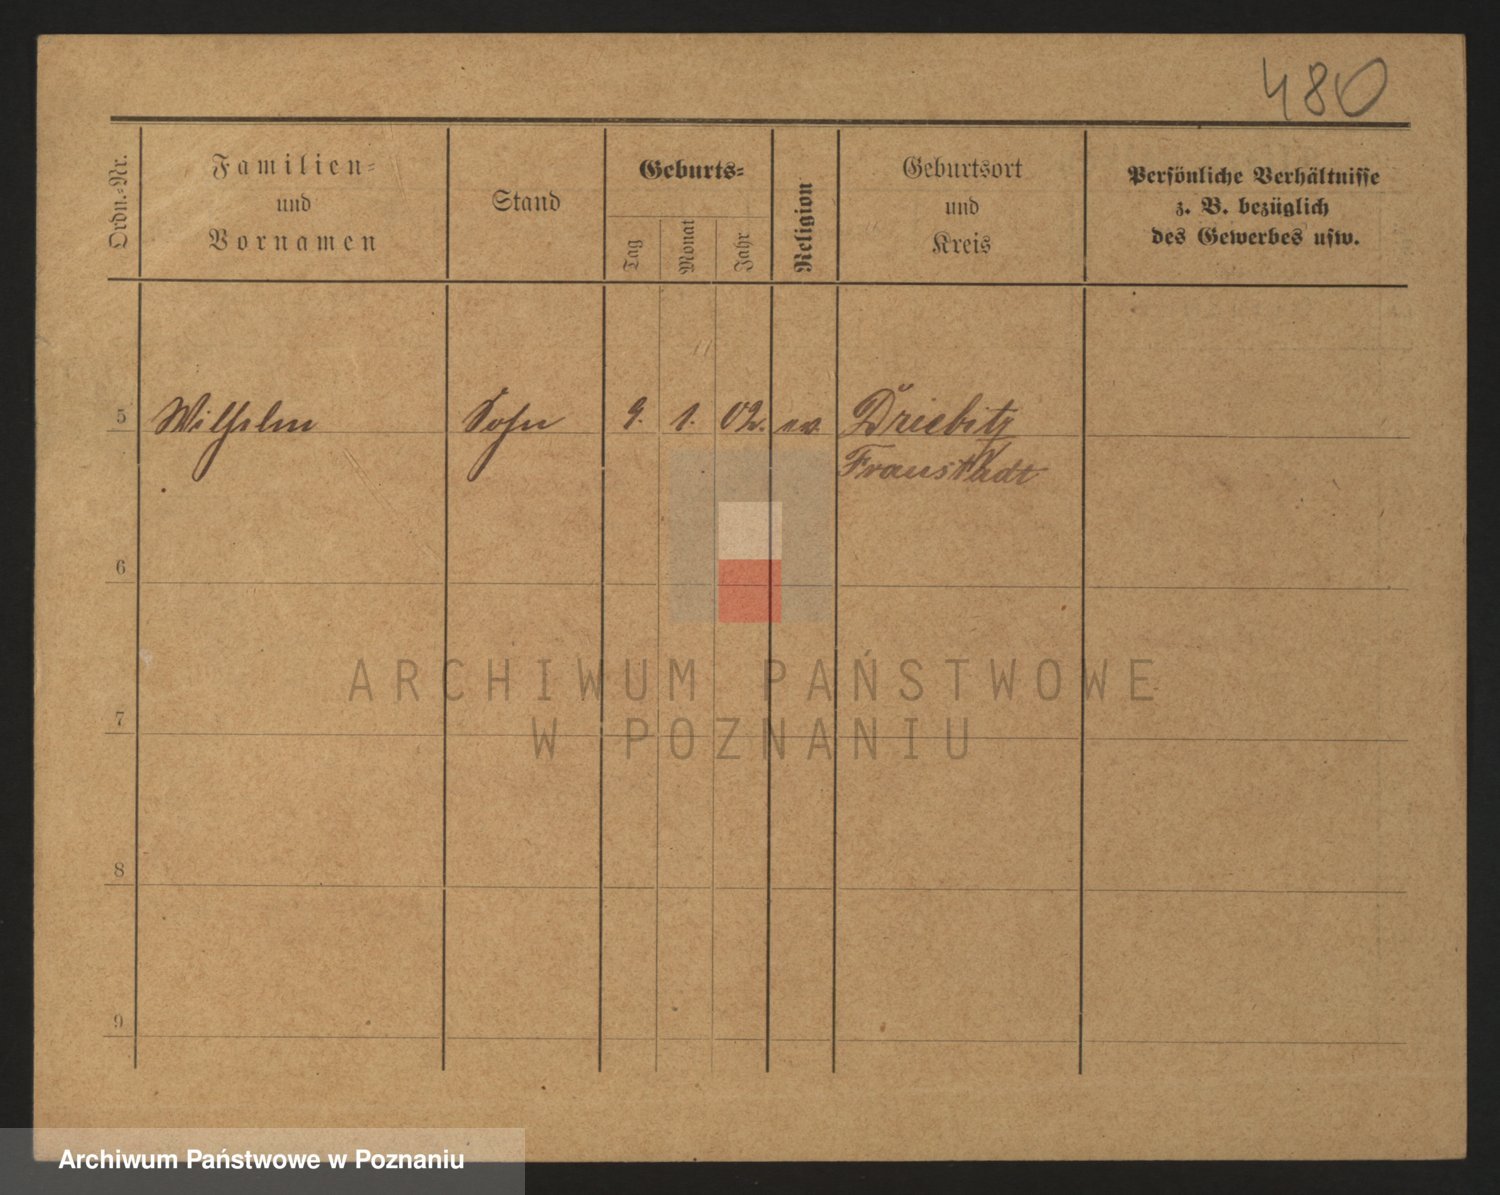 480
Ordn.-Nr.
Familien-
und
Vornamen
Stand
Geburts-
Tag
Monat
Jahr
Religion
Geburtsort
und
Kreis
Persönliche Verhältnisse
z. B. bezüglich
des Gewerbes usw.
5 Wilhelm Sohn 9. 1. 02. ev. Driebitz
Fraustadt
6
ARCHIWUM PAŃSTWOWE
7
W POZNANIU
8
9
Archiwum Państwowe w Poznaniu